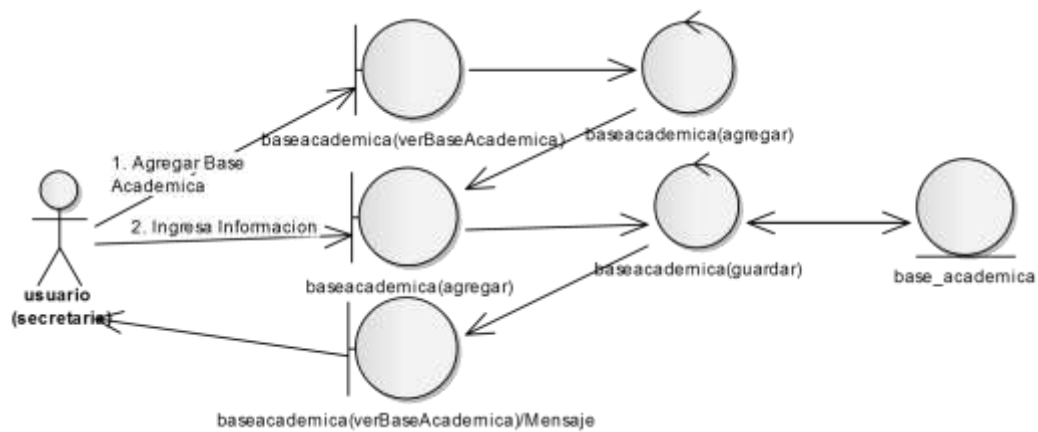 baseacademica(verBaseAcademica)
baseacademica(agregar)
1. Agregar Base
Academica
2. Ingresa Informacion
usuario
(secretaria)
baseacademica(agregar)
baseacademica(guardar)
base_academica
baseacademica(verBaseAcademica)/Mensaje